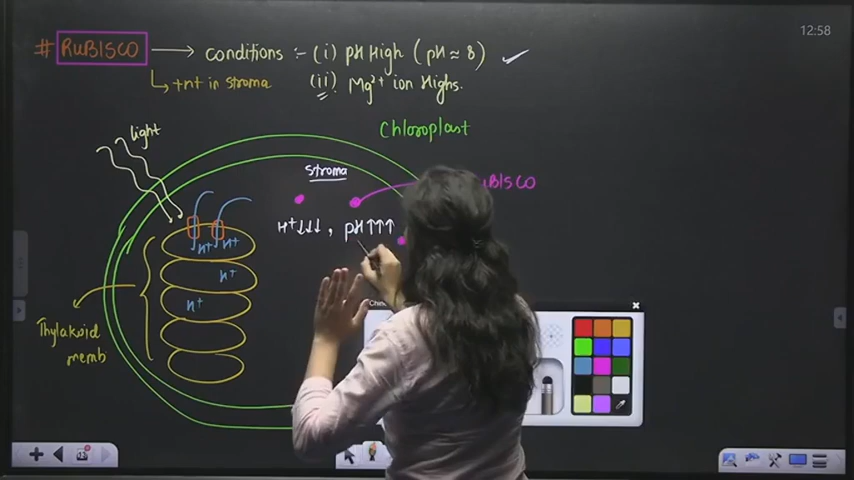 12:58
# RUBISCO → conditions :- (i) pH High (pH ≈ 8)
+nt in stroma (ii) Mg²⁺ ion Highs.
light
Chloroplast
Stroma
UBISCO
H⁺↓↓↓, pH↑↑↑
H⁺ H⁺
H⁺
H⁺
Thylakoid
memb